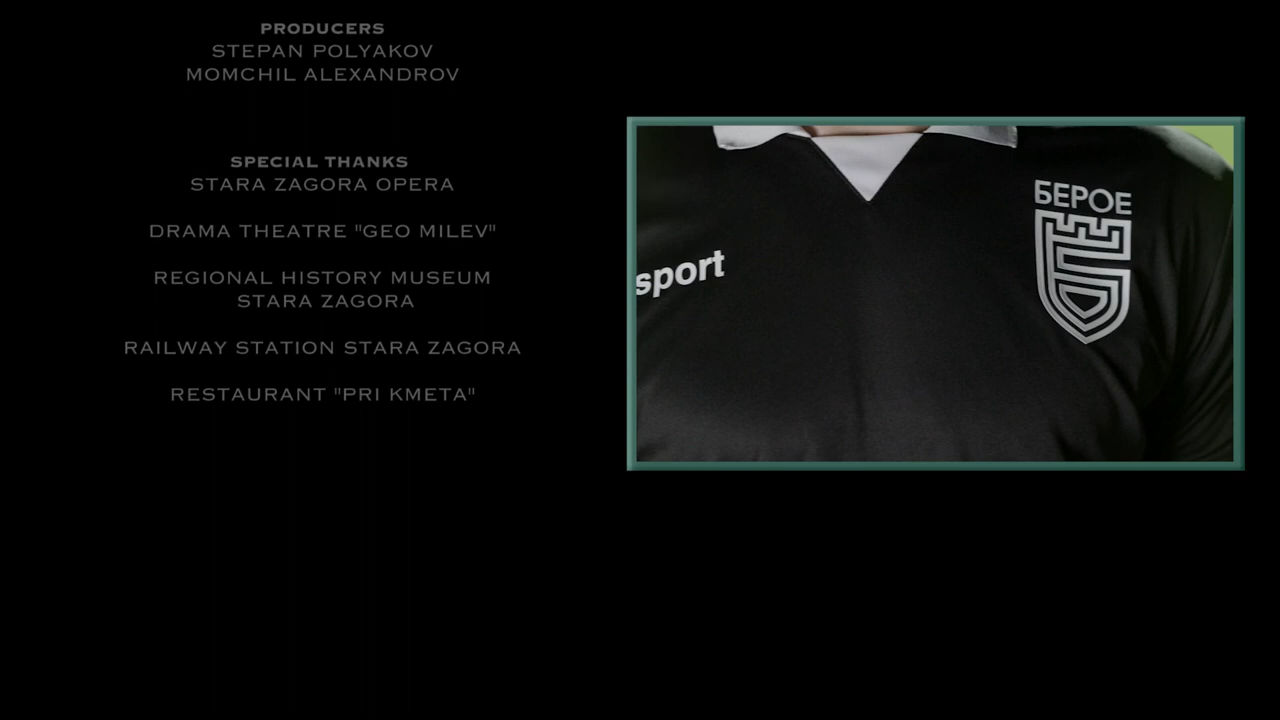 PRODUCERS
STEPAN POLYAKOV
MOMCHIL ALEXANDROV
SPECIAL THANKS
STARA ZAGORA OPERA
DRAMA THEATRE "GEO MILEV"
REGIONAL HISTORY MUSEUM
STARA ZAGORA
RAILWAY STATION STARA ZAGORA
RESTAURANT "PRI KMETA"
БЕРОЕ
sport